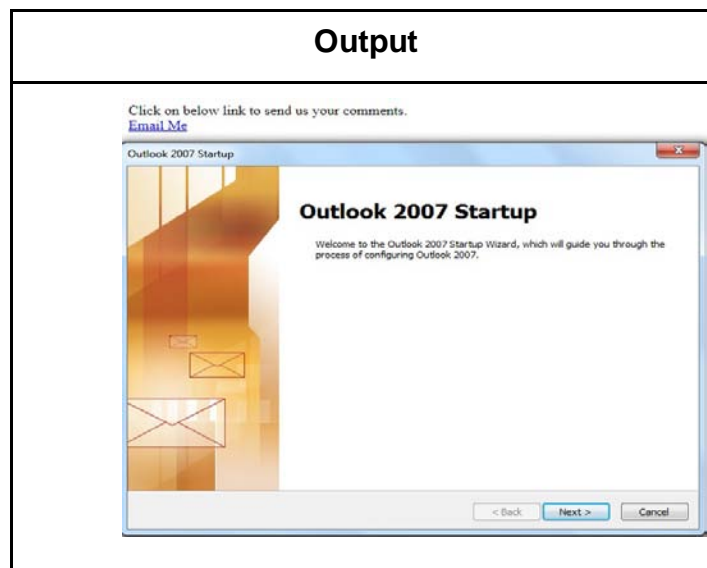 Output
Click on below link to send us your comments.
Email Me
Outlook 2007 Startup
x
Outlook 2007 Startup
Welcome to the Outlook 2007 Startup Wizard, which will guide you through the
process of configuring Outlook 2007.
< Back Next > Cancel